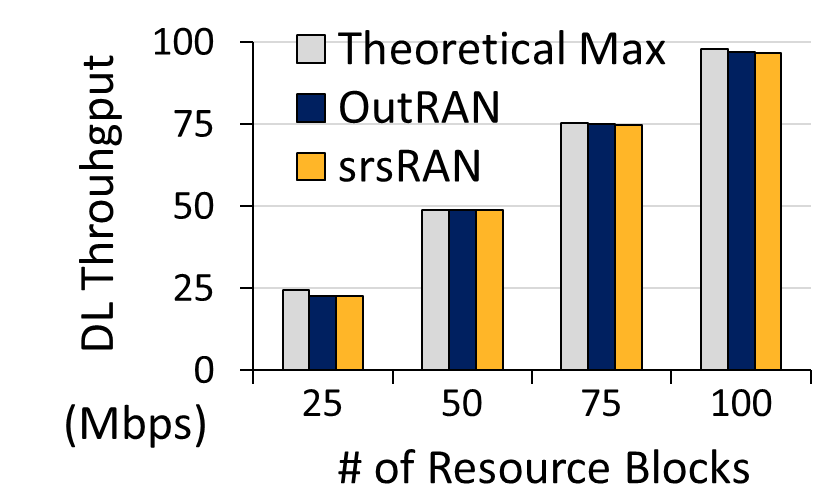 100
75
50
25
0
DL Throuhgput
(Mbps)
Theoretical Max
OutRAN
srsRAN
25 50 75 100
# of Resource Blocks